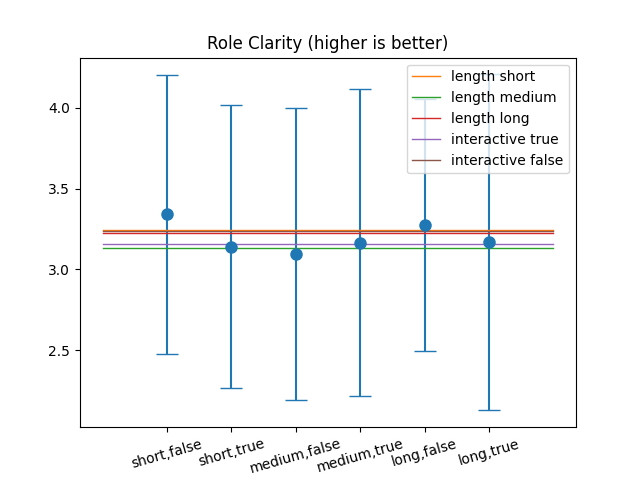 Role Clarity (higher is better)
length short
length medium
length long
interactive true
interactive false
4.0
3.5
3.0
2.5
short,false
short,true
medium,false
medium,true
long,false
long,true